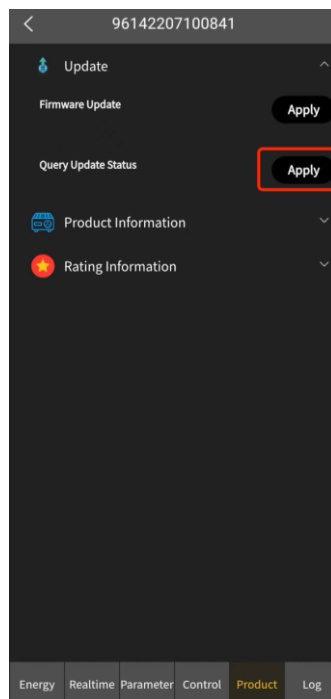 96142207100841
Update
Firmware Update Apply
Query Update Status Apply
Product Information
Rating Information
Energy Realtime Parameter Control Product Log